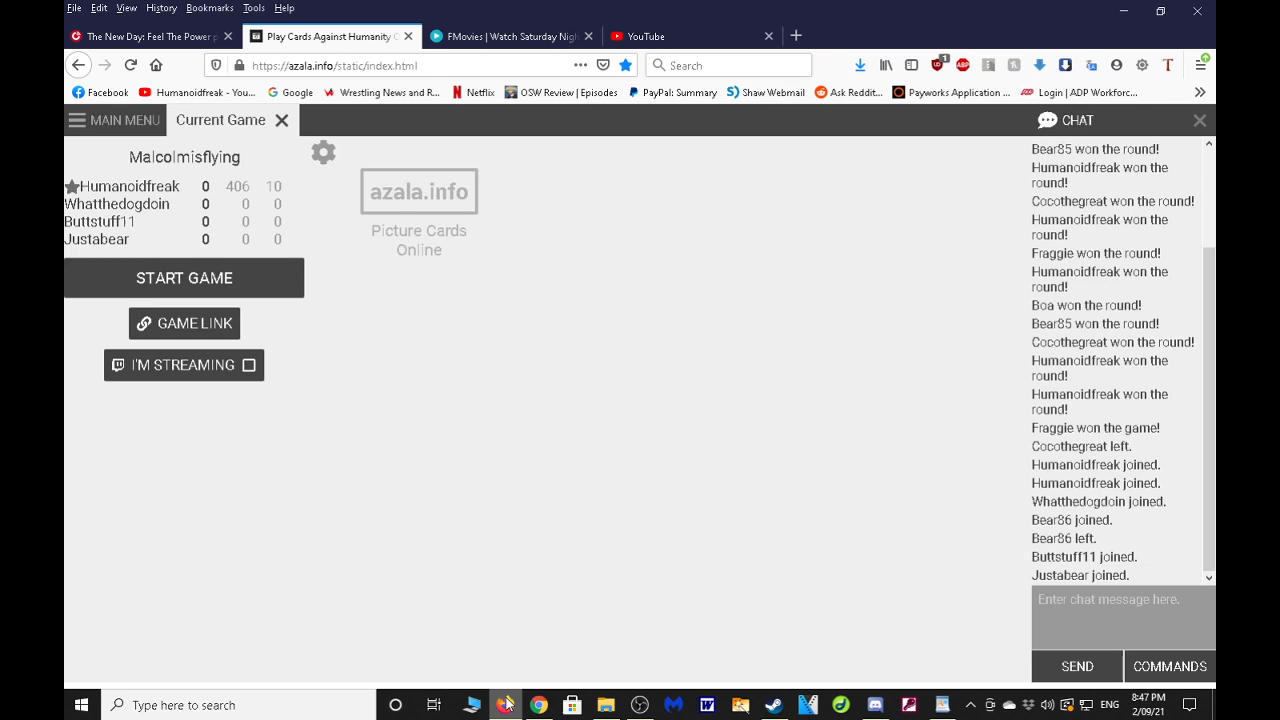 File Edit View History Bookmarks Tools Help
The New Day: Feel The Power p
Play Cards Against Humanity O
FMovies | Watch Saturday Nigh
YouTube
https://azala.info/static/index.html
Search
Facebook
Humanoidfreak - You...
Google
Wrestling News and R...
Netflix
OSW Review | Episodes
PayPal: Summary
Shaw Webmail
Ask Reddit...
Payworks Application ...
Login | ADP Workforc...
MAIN MENU
Current Game
CHAT
Malcolmisflying
Humanoidfreak 0 406 10
Whatthedogdoin 0 0 0
Buttstuff11 0 0 0
Justabear 0 0 0
START GAME
GAME LINK
I'M STREAMING
azala.info
Picture Cards
Online
Bear85 won the round!
Humanoidfreak won the
round!
Cocothegreat won the round!
Humanoidfreak won the
round!
Fraggie won the round!
Humanoidfreak won the
round!
Boa won the round!
Bear85 won the round!
Cocothegreat won the round!
Humanoidfreak won the
round!
Humanoidfreak won the
round!
Fraggie won the game!
Cocothegreat left.
Humanoidfreak joined.
Humanoidfreak joined.
Whatthedogdoin joined.
Bear86 joined.
Bear86 left.
Buttstuff11 joined.
Justabear joined.
Enter chat message here.
SEND
COMMANDS
Type here to search
ENG
8:47 PM
2/09/21